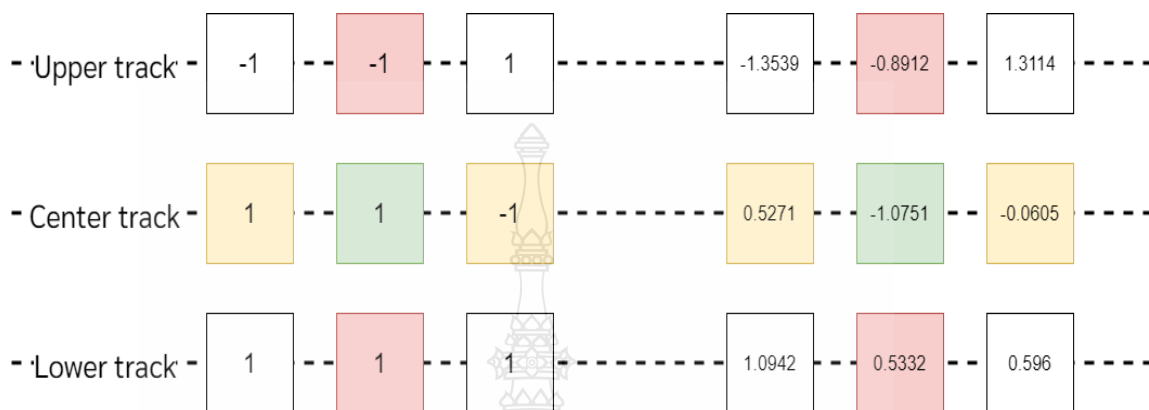 Upper track -1 -1 1 -1.3539 -0.8912 1.3114
Center track 1 1 -1 0.5271 -1.0751 -0.0605
Lower track 1 1 1 1.0942 0.5332 0.596